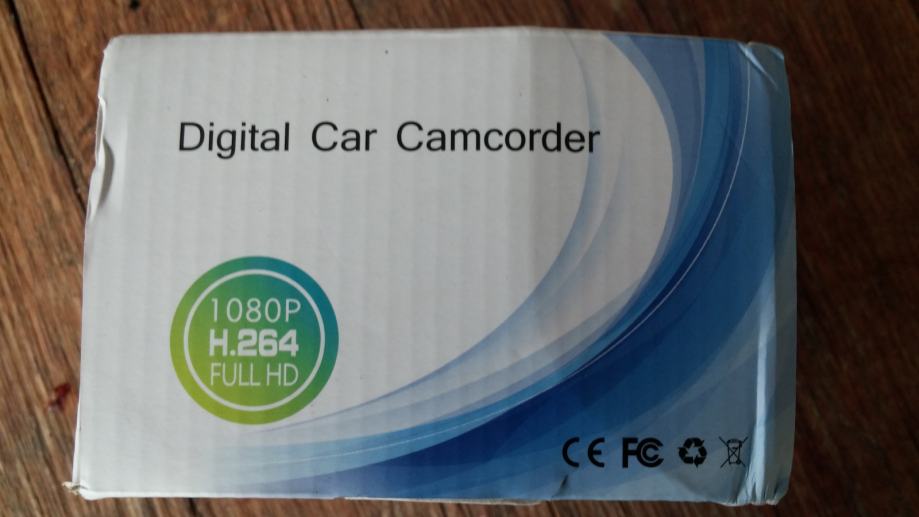 Digital Car Camcorder
1080P
H.264
FULL HD
CE FC